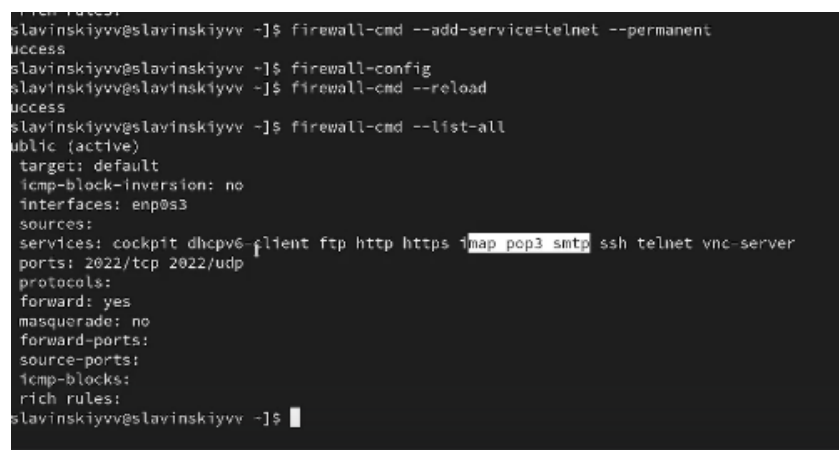 rich rules:
slavinskiyvv@slavinskiyvv ~]$ firewall-cmd --add-service=telnet --permanent
uccess
slavinskiyvv@slavinskiyvv ~]$ firewall-config
slavinskiyvv@slavinskiyvv ~]$ firewall-cmd --reload
uccess
slavinskiyvv@slavinskiyvv ~]$ firewall-cmd --list-all
ublic (active)
target: default
icmp-block-inversion: no
interfaces: enp0s3
sources:
services: cockpit dhcpv6-client ftp http https imap pop3 smtp ssh telnet vnc-server
ports: 2022/tcp 2022/udp
protocols:
forward: yes
masquerade: no
forward-ports:
source-ports:
icmp-blocks:
rich rules:
slavinskiyvv@slavinskiyvv ~]$